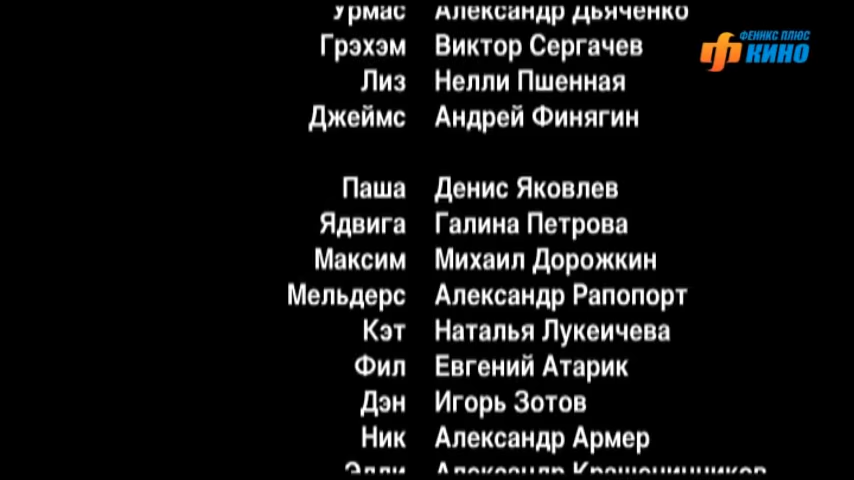 Урмас Александр Дьяченко
ФЕНИКС ПЛЮС
КИНО
Грэхэм Виктор Сергачев
Лиз Нелли Пшенная
Джеймс Андрей Финягин
Паша Денис Яковлев
Ядвига Галина Петрова
Максим Михаил Дорожкин
Мельдерс Александр Рапопорт
Кэт Наталья Лукеичева
Фил Евгений Атарик
Дэн Игорь Зотов
Ник Александр Армер
Элли Александр